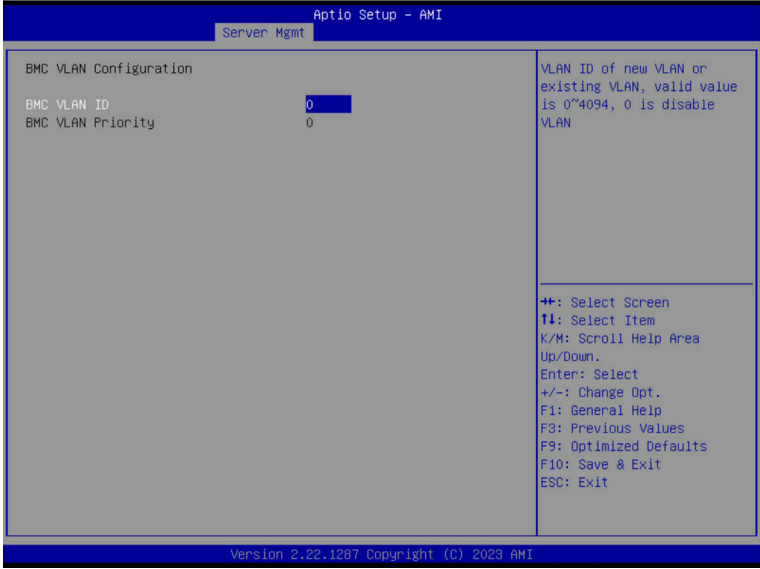 Aptio Setup - AMI
Server Mgmt
BMC VLAN Configuration
BMC VLAN ID 0
BMC VLAN Priority 0
VLAN ID of new VLAN or
existing VLAN, valid value
is 0~4094, 0 is disable
VLAN
→←: Select Screen
↑↓: Select Item
K/M: Scroll Help Area
Up/Down.
Enter: Select
+/-: Change Opt.
F1: General Help
F3: Previous Values
F9: Optimized Defaults
F10: Save & Exit
ESC: Exit
Version 2.22.1287 Copyright (C) 2023 AMI